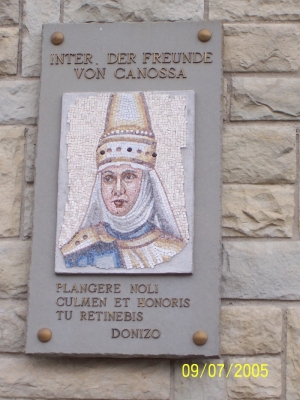 INTER. DER FREUNDE
VON CANOSSA
PLANGERE NOLI
CULMEN ET HONORIS
TU RETINEBIS
DONIZO
09/07/2005